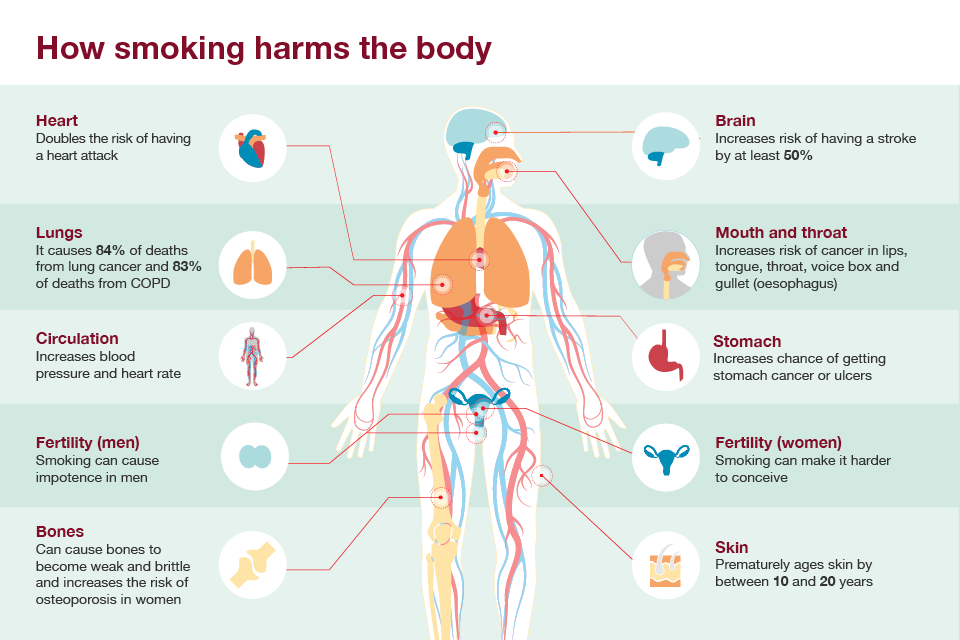 How smoking harms the body
Heart
Doubles the risk of having
a heart attack
Lungs
It causes 84% of deaths
from lung cancer and 83%
of deaths from COPD
Circulation
Increases blood
pressure and heart rate
Fertility (men)
Smoking can cause
impotence in men
Bones
Can cause bones to
become weak and brittle
and increases the risk of
osteoporosis in women
Brain
Increases risk of having a stroke
by at least 50%
Mouth and throat
Increases risk of cancer in lips,
tongue, throat, voice box and
gullet (oesophagus)
Stomach
Increases chance of getting
stomach cancer or ulcers
Fertility (women)
Smoking can make it harder
to conceive
Skin
Prematurely ages skin by
between 10 and 20 years